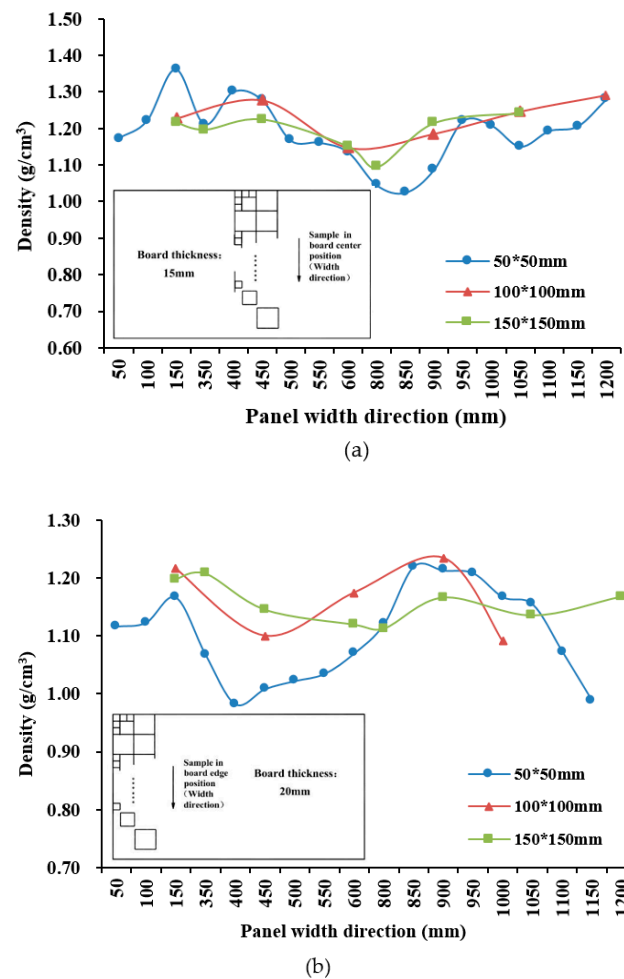 1.50
1.40
1.30
1.20
1.10
1.00
0.90
0.80
0.70
0.60
Density (g/cm³)
Board thickness:
15mm
Sample in
board center
position
(Width
direction)
50*50mm
100*100mm
150*150mm
50 100 150 350 400 450 500 550 600 800 850 900 950 1000 1050 1100 1150 1200
Panel width direction (mm)
(a)
1.30
1.20
1.10
1.00
0.90
0.80
0.70
Density (g/cm³)
Sample in
board edge
position
(Width
direction)
Board thickness:
20mm
50*50mm
100*100mm
150*150mm
50 100 150 350 400 450 500 550 600 800 850 900 950 1000 1050 1100 1150 1200
Panel width direction (mm)
(b)